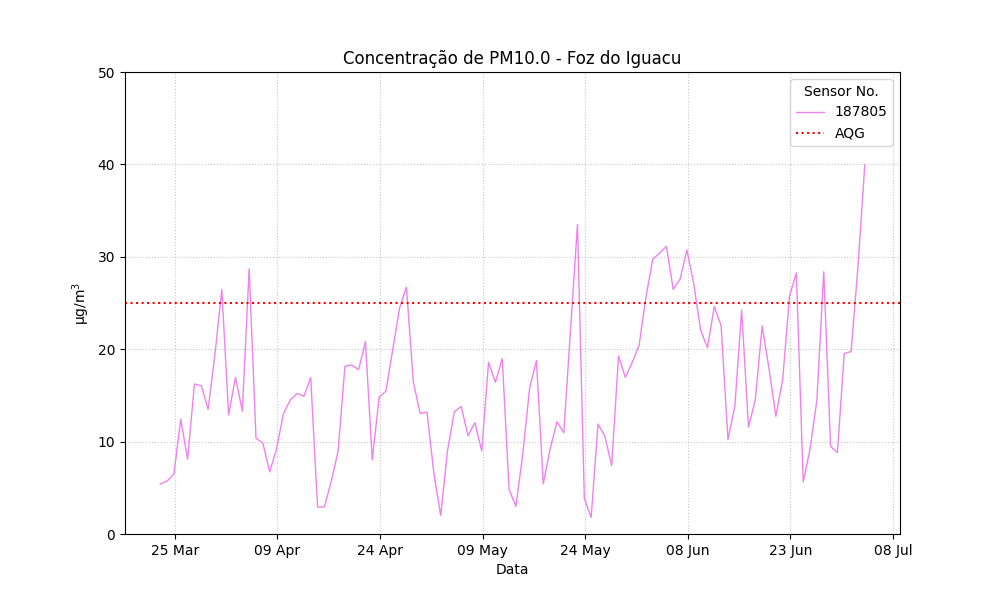 Concentração de PM10.0 - Foz do Iguacu
50
40
30
20
10
0
µg/m³
Sensor No.
187805
AQG
25 Mar
09 Apr
24 Apr
09 May
24 May
08 Jun
23 Jun
08 Jul
Data